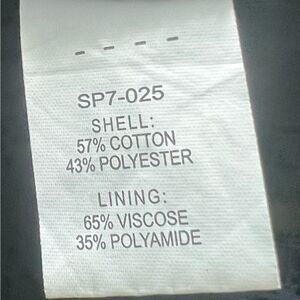 SP7-025
SHELL:
57% COTTON
43% POLYESTER
LINING:
65% VISCOSE
35% POLYAMIDE